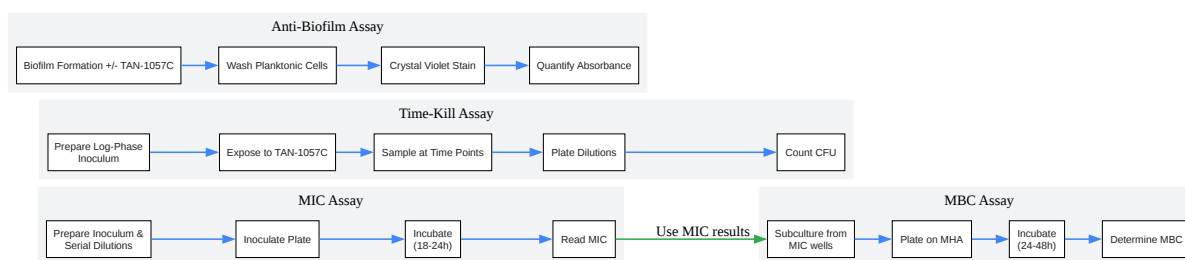 Anti-Biofilm Assay
Biofilm Formation +/- TAN-1057C
Wash Planktonic Cells
Crystal Violet Stain
Quantify Absorbance
Time-Kill Assay
Prepare Log-Phase
Inoculum
Expose to TAN-1057C
Sample at Time Points
Plate Dilutions
Count CFU
MIC Assay
Prepare Inoculum &
Serial Dilutions
Inoculate Plate
Incubate
(18-24h)
Read MIC
Use MIC results
MBC Assay
Subculture from
MIC wells
Plate on MHA
Incubate
(24-48h)
Determine MBC